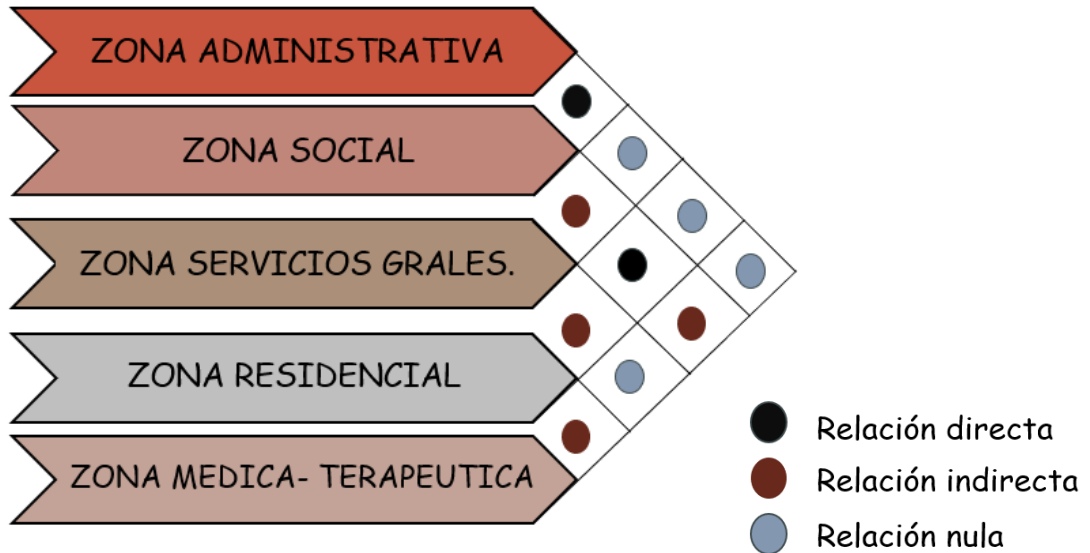 ZONA ADMINISTRATIVA
ZONA SOCIAL
ZONA SERVICIOS GRALES.
ZONA RESIDENCIAL
ZONA MEDICA- TERAPEUTICA
Relación directa
Relación indirecta
Relación nula